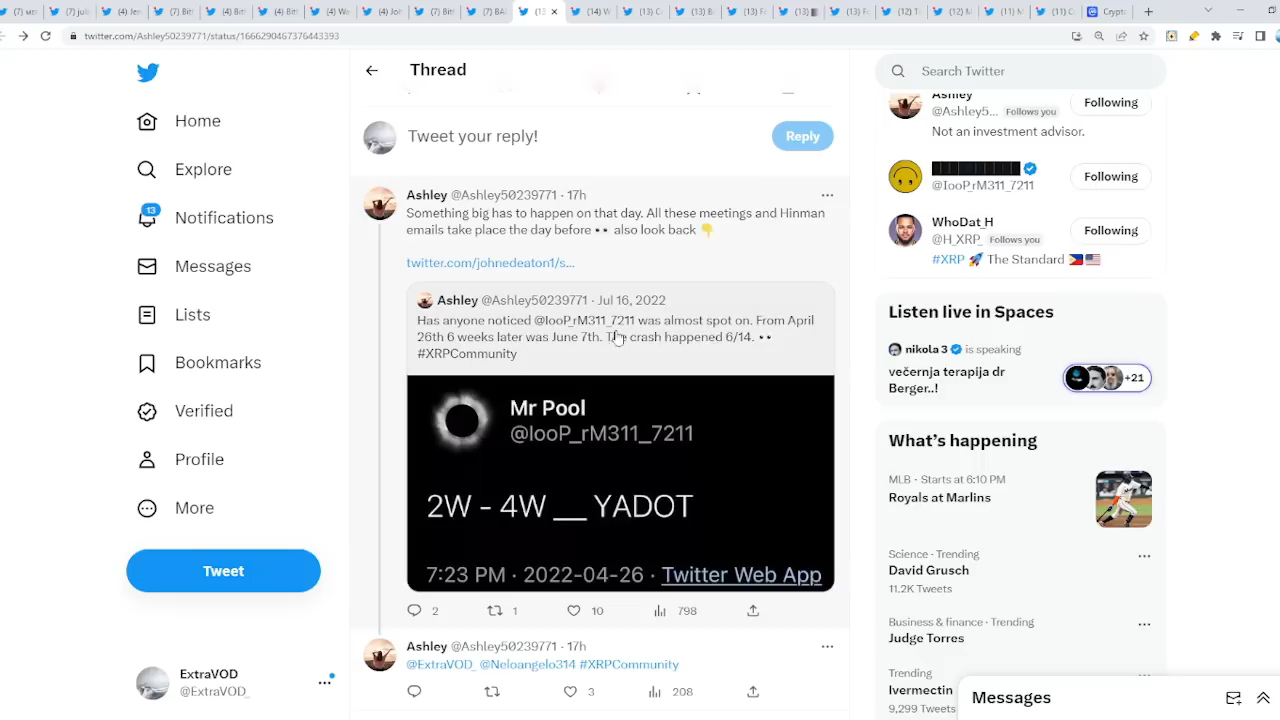 (13)
twitter.com/Ashley50239771/status/1666290467376443393
Home
Explore
13
Notifications
Messages
Lists
Bookmarks
Verified
Profile
More
Tweet
ExtraVOD
@ExtraVOD_
Thread
Tweet your reply!
Reply
Ashley @Ashley50239771 · 17h
Something big has to happen on that day. All these meetings and Hinman
emails take place the day before 👀 also look back 👇
twitter.com/johnedeaton1/s...
Ashley @Ashley50239771 · Jul 16, 2022
Has anyone noticed @IooP_rM311_7211 was almost spot on. From April
26th 6 weeks later was June 7th. The crash happened 6/14. 👀
#XRPCommunity
Mr Pool
@IooP_rM311_7211
2W - 4W __ YADOT
7:23 PM · 2022-04-26 · Twitter Web App
2 1 10 798
Ashley @Ashley50239771 · 17h
@ExtraVOD_ @Neloangelo314 #XRPCommunity
3 208
Search Twitter
Ashley
@Ashley5... Follows you
Following
Not an investment advisor.
@IooP_rM311_7211
Following
WhoDat_H
@H_XRP_ Follows you
Following
#XRP 🚀 The Standard 🇵🇭🇺🇸
Listen live in Spaces
nikola 3 is speaking
večernja terapija dr
Berger..!
+21
What's happening
MLB · Starts at 6:10 PM
Royals at Marlins
Science · Trending
David Grusch
11.2K Tweets
Business & finance · Trending
Judge Torres
Trending
Ivermectin
9,299 Tweets
Messages